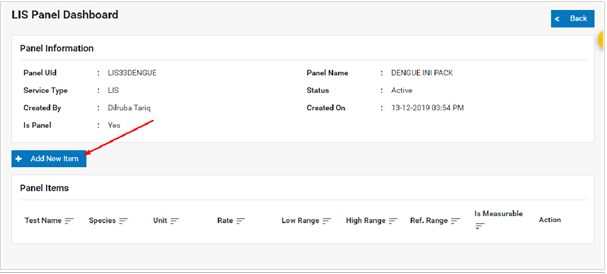 LIS Panel Dashboard
Back
Panel Information
Panel UId : LIS33DENGUE Panel Name : DENGUE INI PACK
Service Type : LIS Status : Active
Created By : Dilruba Tariq Created On : 13-12-2019 03:54 PM
Is Panel : Yes
+ Add New Item
Panel Items
Test Name Species Unit Rate Low Range High Range Ref. Range Is Measurable Action